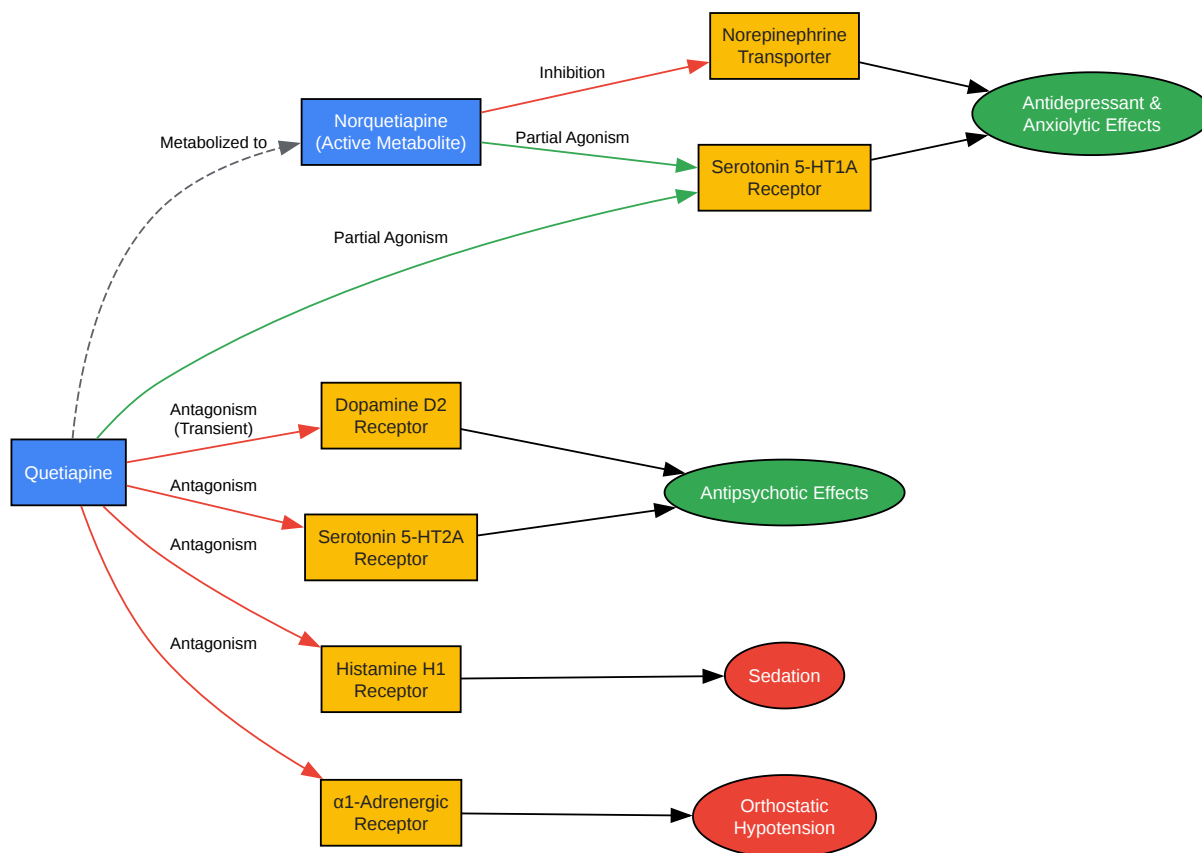 Norepinephrine
Transporter
Inhibition
Antidepressant &
Anxiolytic Effects
Norquetiapine
(Active Metabolite)
Metabolized to
Partial Agonism
Serotonin 5-HT1A
Receptor
Partial Agonism
Dopamine D2
Receptor
Antagonism
(Transient)
Quetiapine
Antipsychotic Effects
Antagonism
Serotonin 5-HT2A
Receptor
Antagonism
Histamine H1
Receptor
Sedation
Antagonism
α1-Adrenergic
Receptor
Orthostatic
Hypotension